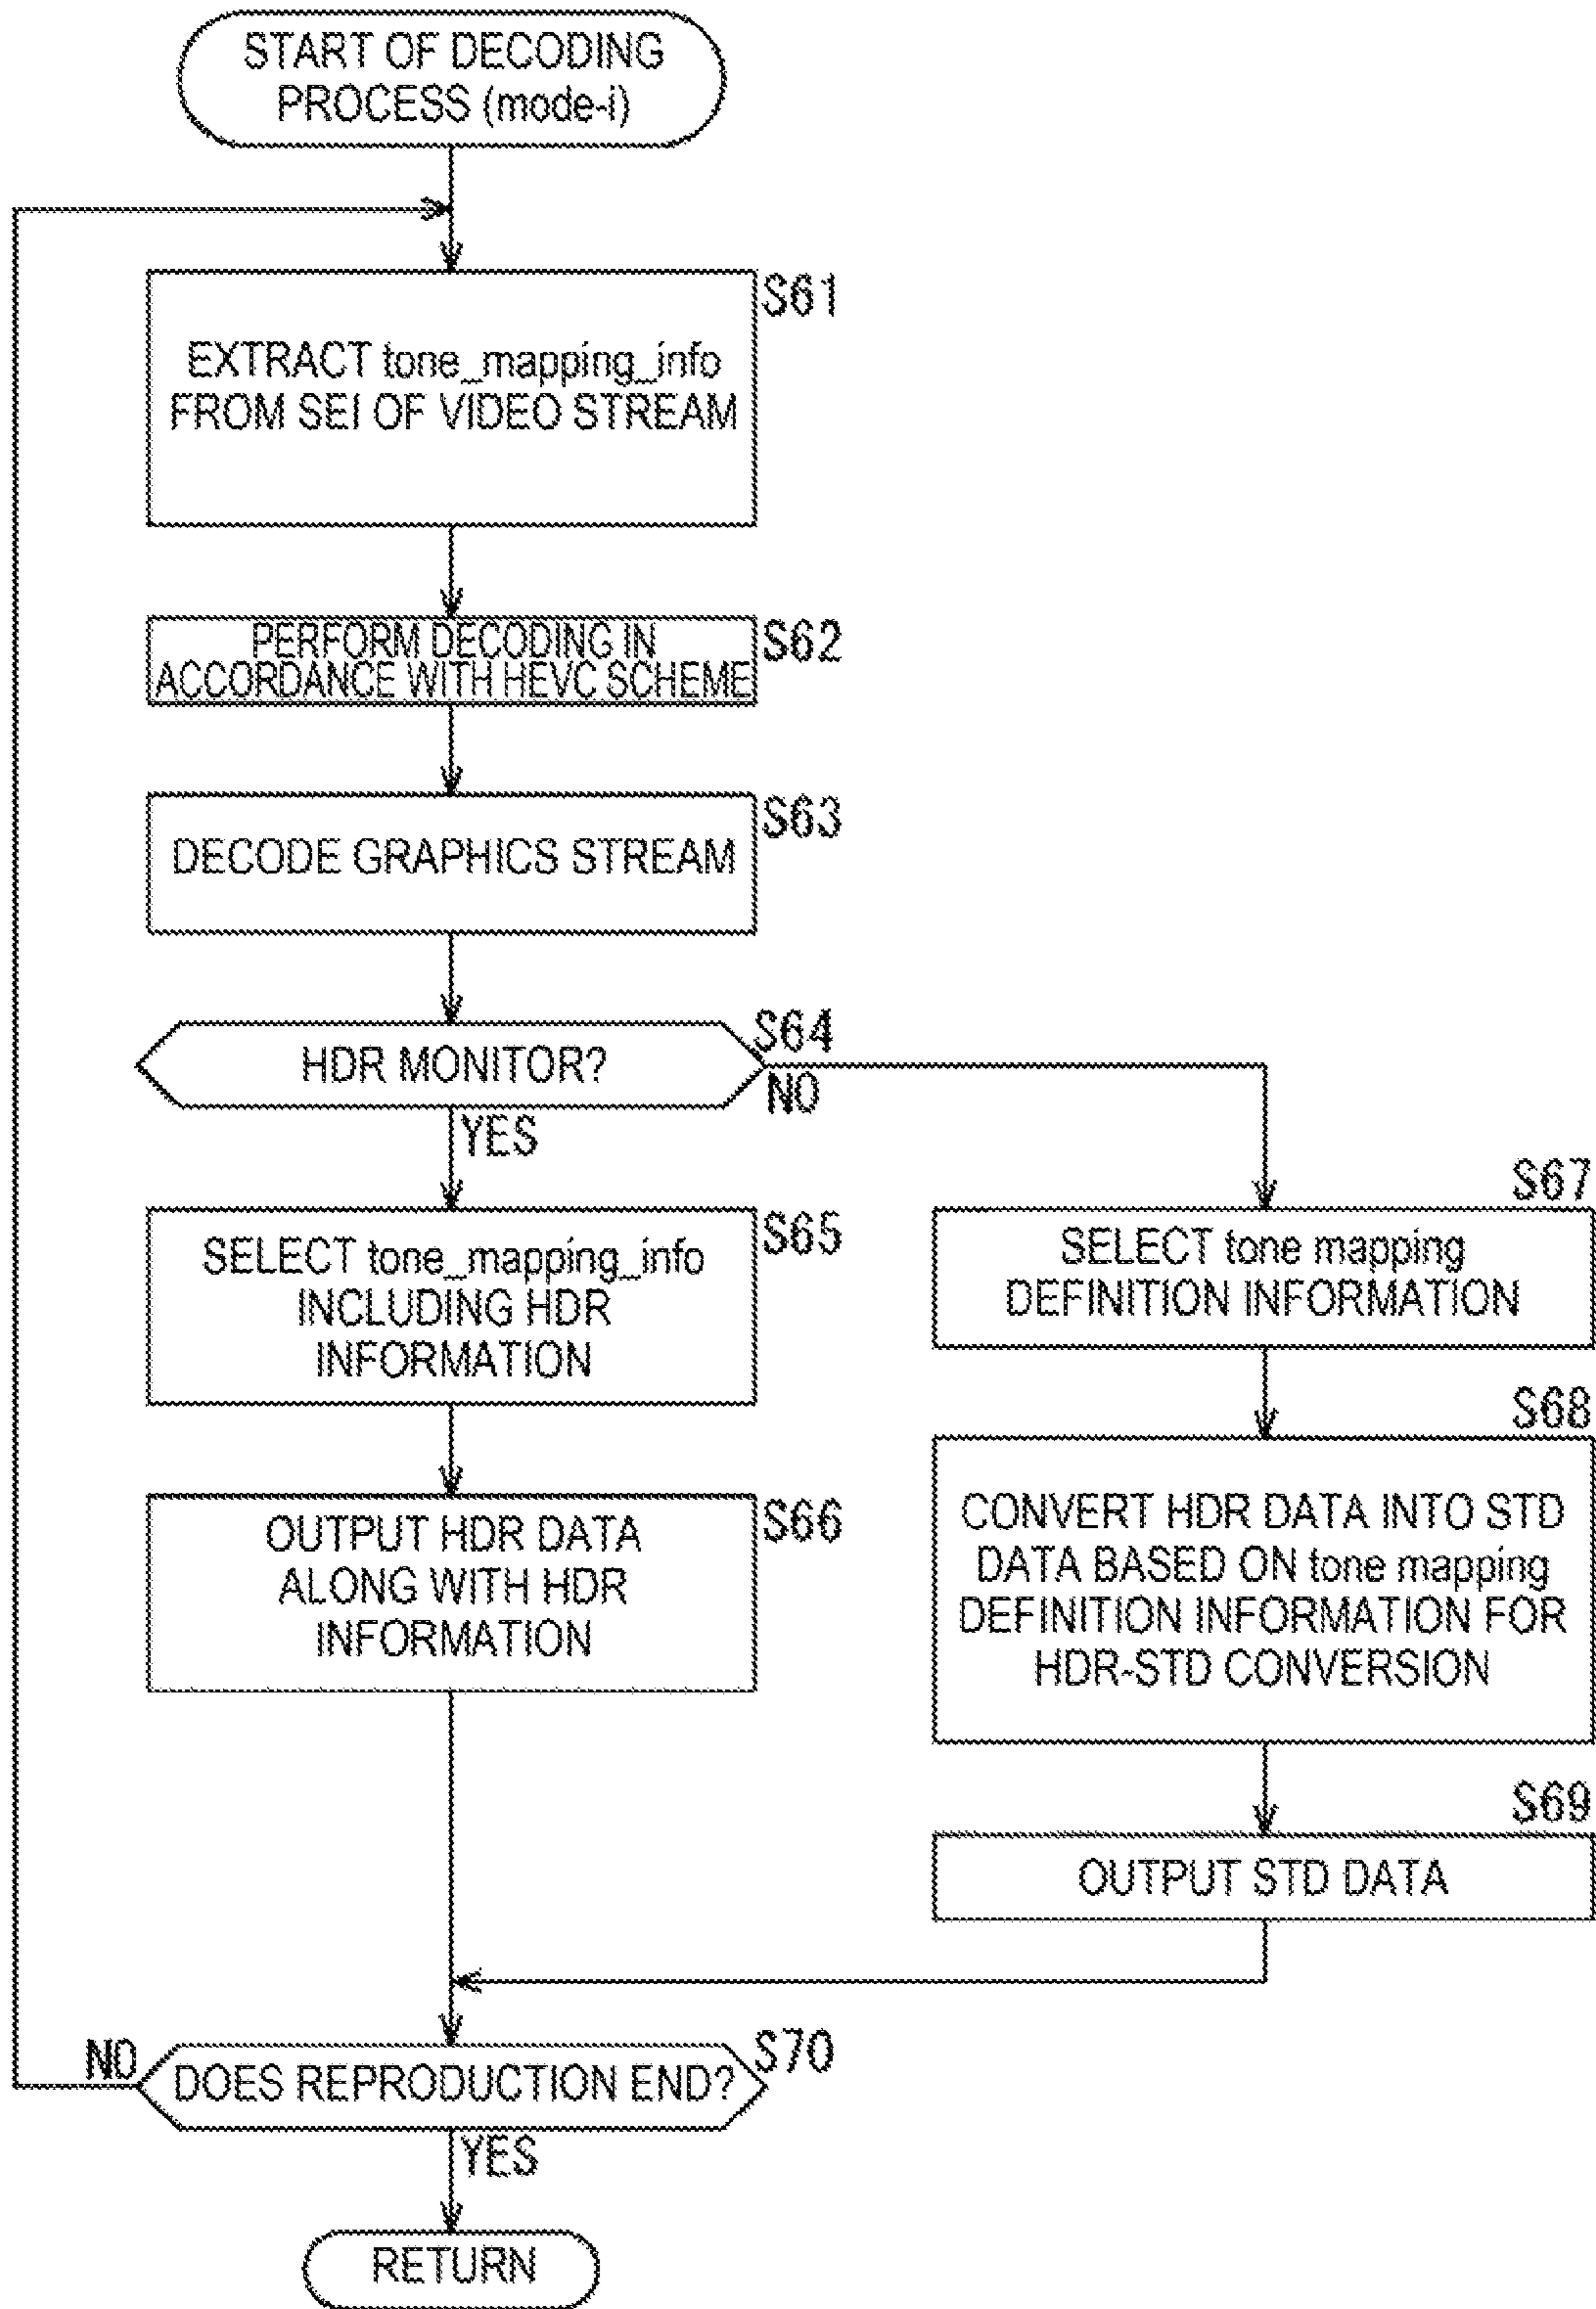 START OF DECODING
PROCESS (mode-i)
S61
EXTRACT tone_mapping_info
FROM SEI OF VIDEO STREAM
S62
PERFORM DECODING IN
ACCORDANCE WITH HEVC SCHEME
S63
DECODE GRAPHICS STREAM
S64
HDR MONITOR?
NO
YES
S65
SELECT tone_mapping_info
INCLUDING HDR
INFORMATION
S66
OUTPUT HDR DATA
ALONG WITH HDR
INFORMATION
S67
SELECT tone mapping
DEFINITION INFORMATION
S68
CONVERT HDR DATA INTO STD
DATA BASED ON tone mapping
DEFINITION INFORMATION FOR
HDR-STD CONVERSION
S69
OUTPUT STD DATA
S70
NO
DOES REPRODUCTION END?
YES
RETURN